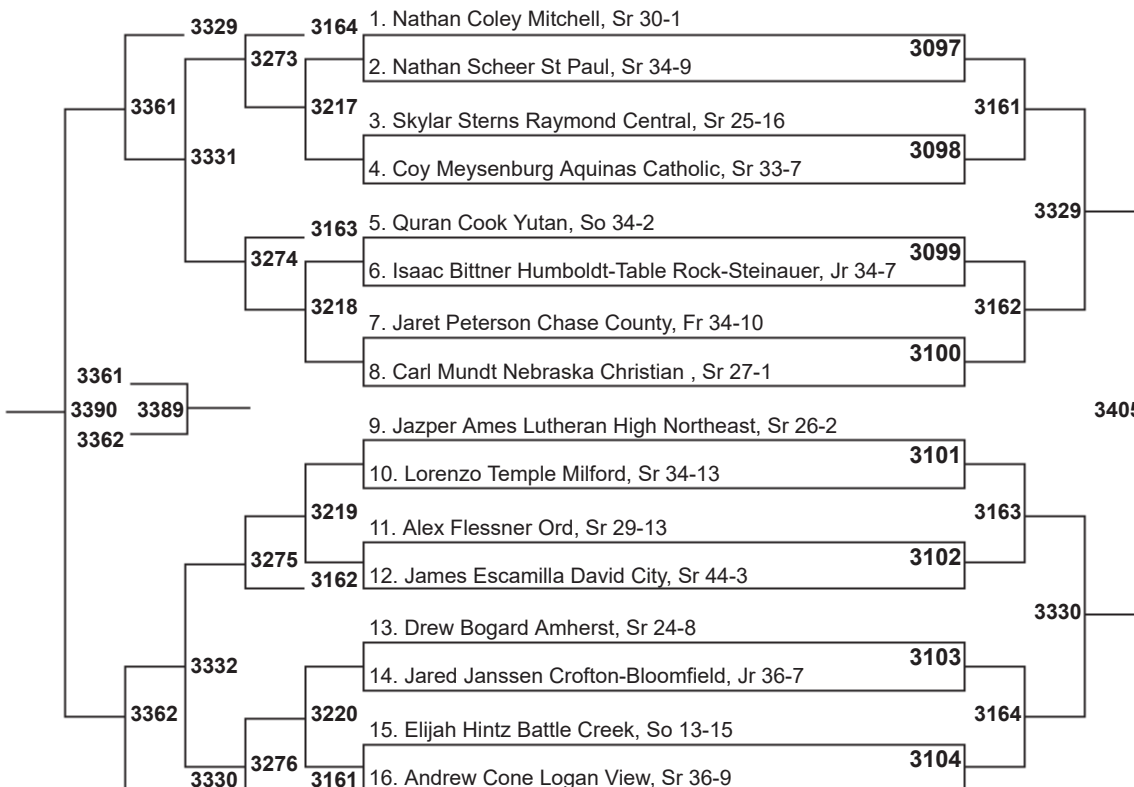 3329 3164 1. Nathan Coley Mitchell, Sr 30-1
3273 3097
2. Nathan Scheer St Paul, Sr 34-9
3361 3217 3161
3. Skylar Sterns Raymond Central, Sr 25-16
3331 3098
4. Coy Meysenburg Aquinas Catholic, Sr 33-7
3329
3163 5. Quran Cook Yutan, So 34-2
3274 3099
6. Isaac Bittner Humboldt-Table Rock-Steinauer, Jr 34-7
3218 3162
7. Jaret Peterson Chase County, Fr 34-10
3100
3361 8. Carl Mundt Nebraska Christian , Sr 27-1
3390 3389 3405
3362 9. Jazper Ames Lutheran High Northeast, Sr 26-2
3101
10. Lorenzo Temple Milford, Sr 34-13
3219 3163
11. Alex Flessner Ord, Sr 29-13
3275 3102
3162 12. James Escamilla David City, Sr 44-3
3330
13. Drew Bogard Amherst, Sr 24-8
3332 3103
14. Jared Janssen Crofton-Bloomfield, Jr 36-7
3362 3220 3164
15. Elijah Hintz Battle Creek, So 13-15
3276 3104
3330 3161 16. Andrew Cone Logan View, Sr 36-9